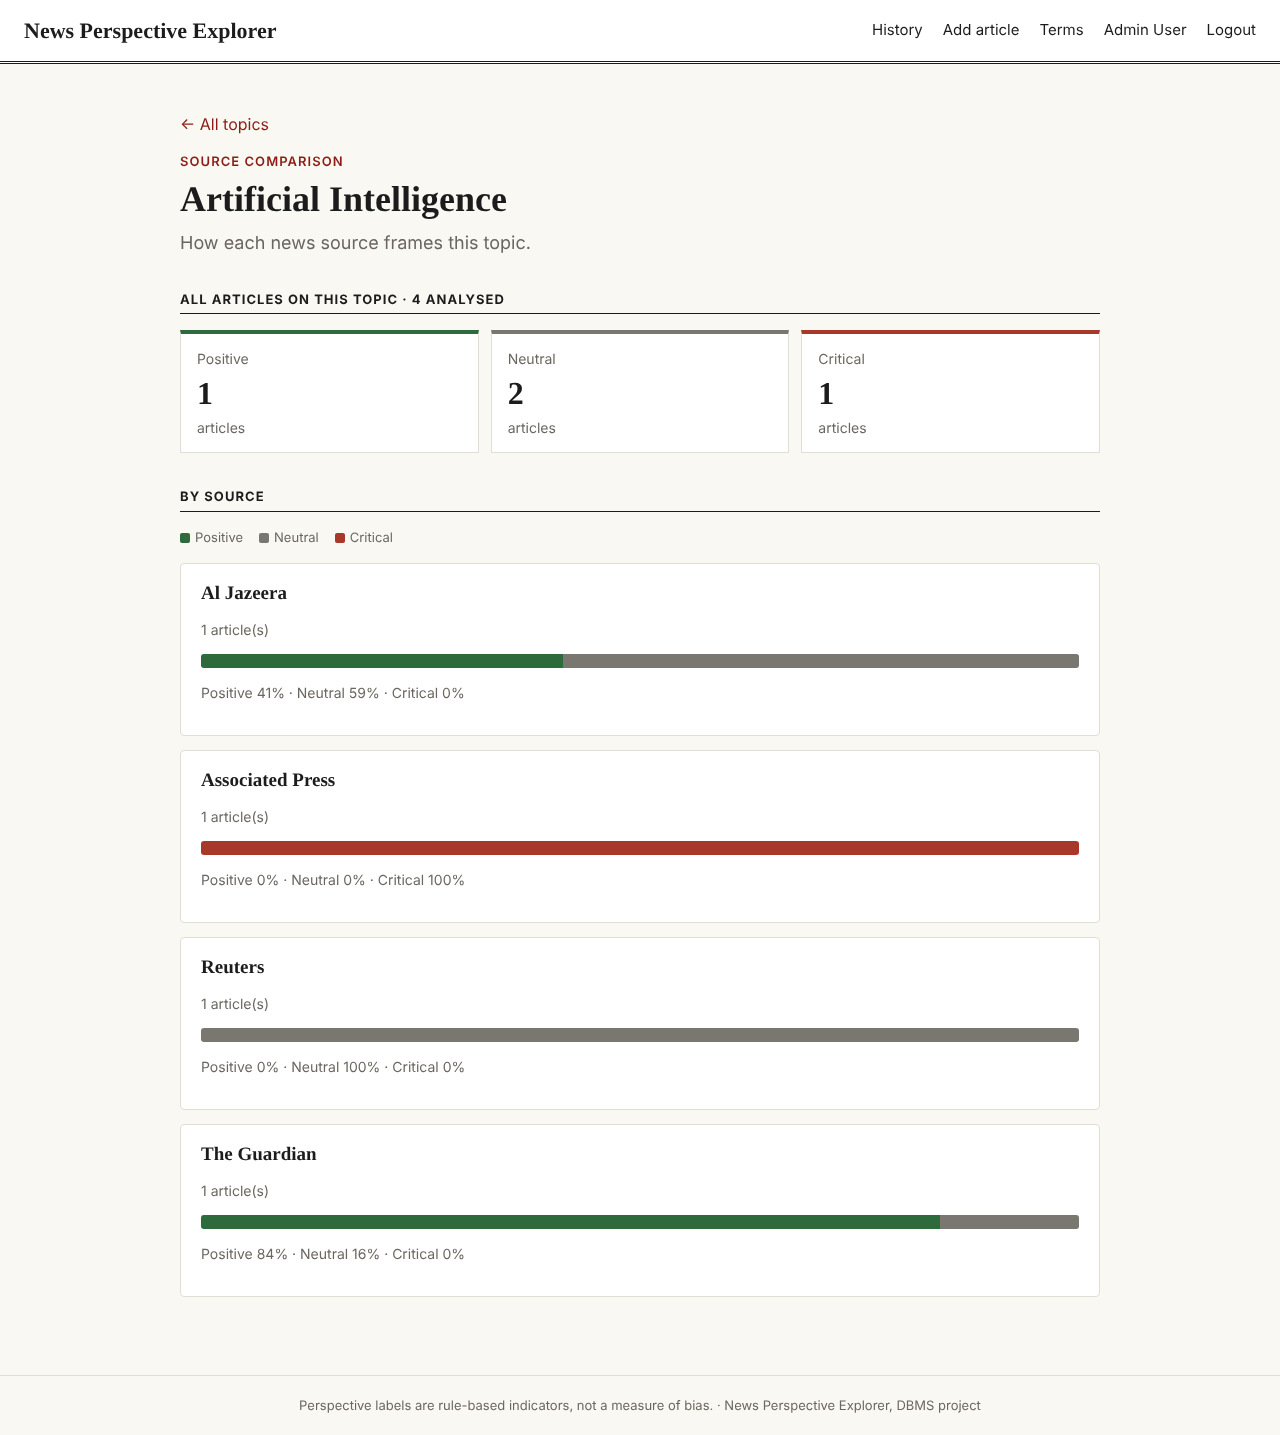 News Perspective Explorer
History Add article Terms Admin User Logout
← All topics
SOURCE COMPARISON
Artificial Intelligence
How each news source frames this topic.
ALL ARTICLES ON THIS TOPIC · 4 ANALYSED
Positive
1
articles
Neutral
2
articles
Critical
1
articles
BY SOURCE
Positive Neutral Critical
Al Jazeera
1 article(s)
Positive 41% · Neutral 59% · Critical 0%
Associated Press
1 article(s)
Positive 0% · Neutral 0% · Critical 100%
Reuters
1 article(s)
Positive 0% · Neutral 100% · Critical 0%
The Guardian
1 article(s)
Positive 84% · Neutral 16% · Critical 0%
Perspective labels are rule-based indicators, not a measure of bias. · News Perspective Explorer, DBMS project